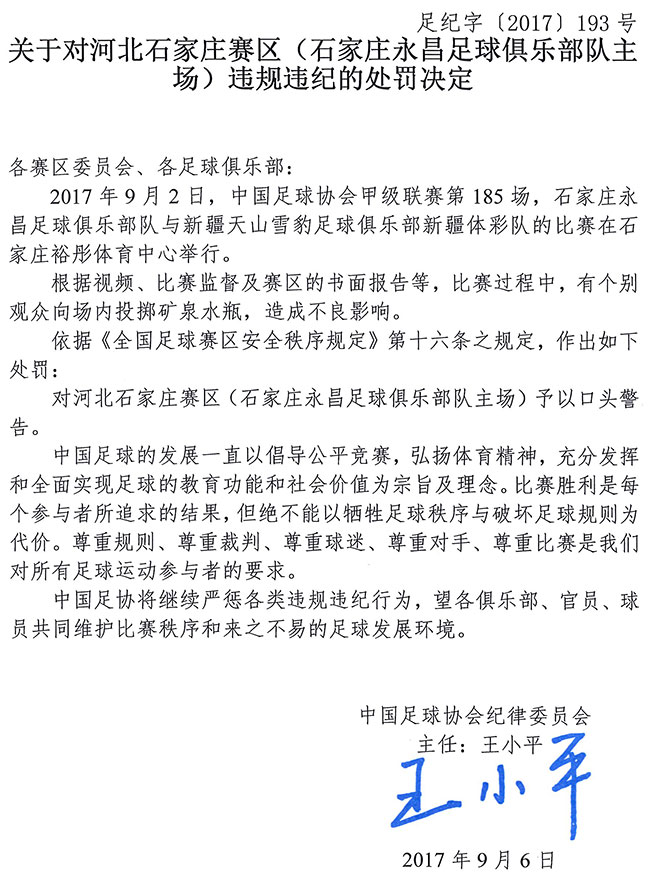 足纪字〔2017〕193 号
关于对河北石家庄赛区（石家庄永昌足球俱乐部队主
场）违规违纪的处罚决定
各赛区委员会、各足球俱乐部：
2017 年 9 月 2 日，中国足球协会甲级联赛第 185 场，石家庄永
昌足球俱乐部队与新疆天山雪豹足球俱乐部新疆体彩队的比赛在石
家庄裕彤体育中心举行。
根据视频、比赛监督及赛区的书面报告等，比赛过程中，有个别
观众向场内投掷矿泉水瓶，造成不良影响。
依据《全国足球赛区安全秩序规定》第十六条之规定，作出如下
处罚：
对河北石家庄赛区（石家庄永昌足球俱乐部队主场）予以口头警
告。
中国足球的发展一直以倡导公平竞赛，弘扬体育精神，充分发挥
和全面实现足球的教育功能和社会价值为宗旨及理念。比赛胜利是每
个参与者所追求的结果，但绝不能以牺牲足球秩序与破坏足球规则为
代价。尊重规则、尊重裁判、尊重球迷、尊重对手、尊重比赛是我们
对所有足球运动参与者的要求。
中国足协将继续严惩各类违规违纪行为，望各俱乐部、官员、球
员共同维护比赛秩序和来之不易的足球发展环境。
中国足球协会纪律委员会
主任：王小平
王小平
2017 年 9 月 6 日